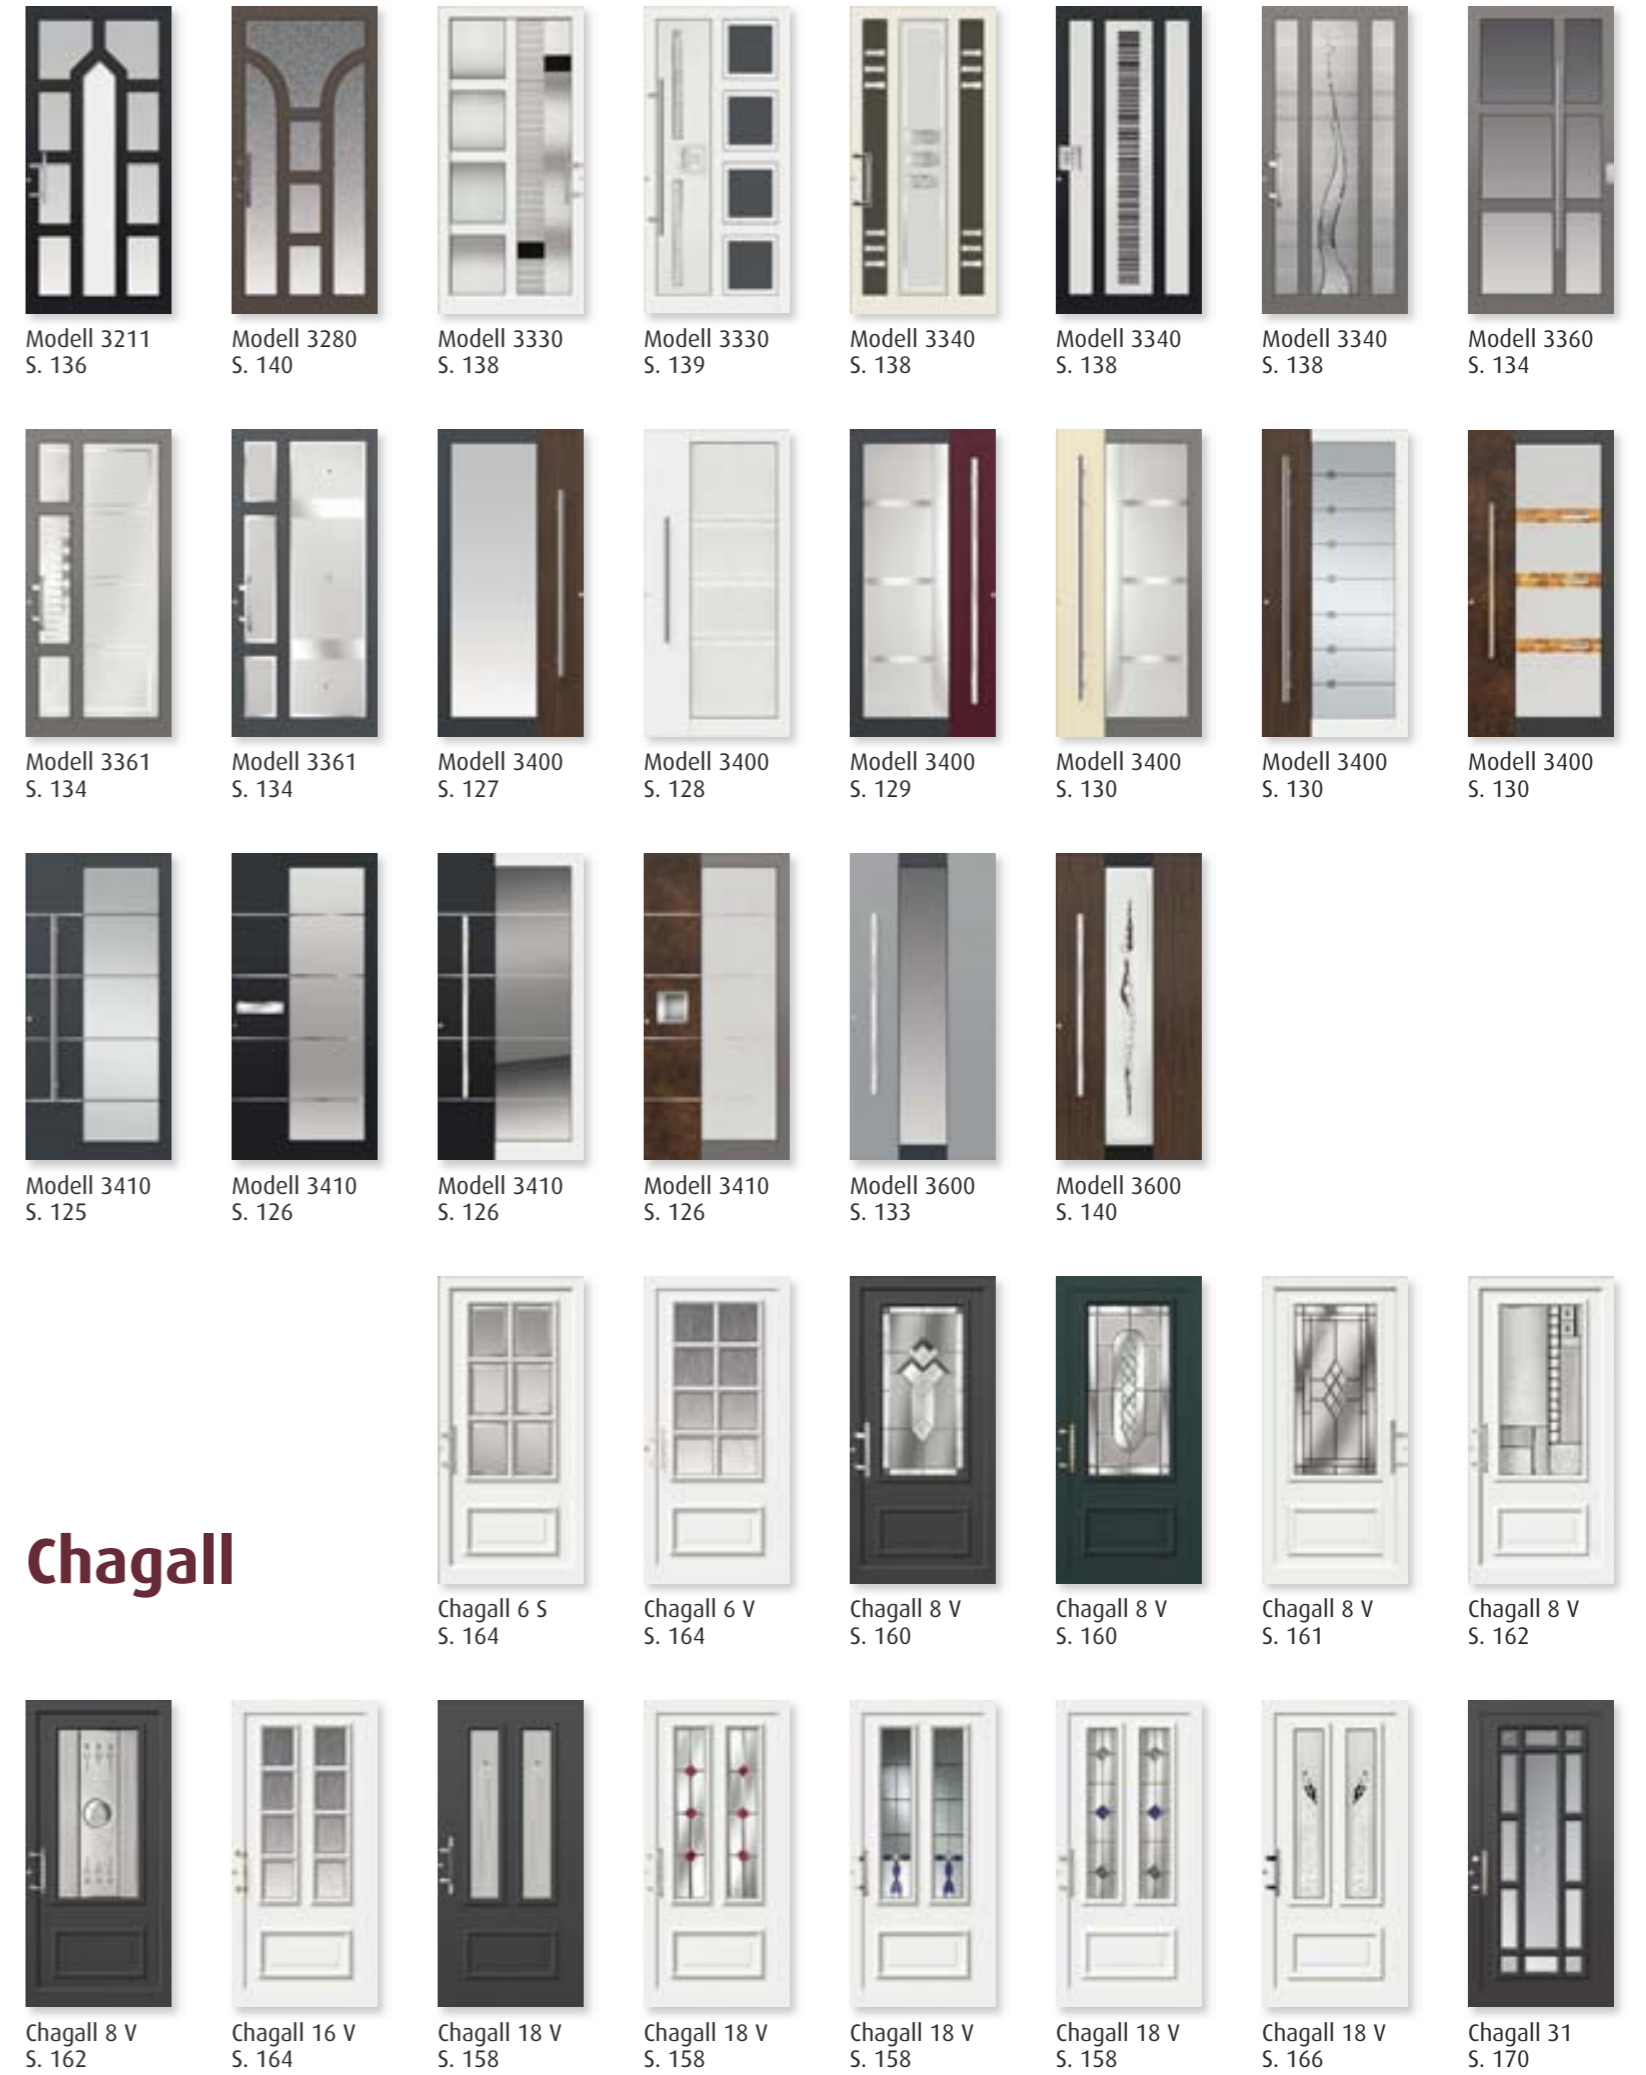 Modell 3211
S. 136
Modell 3280
S. 140
Modell 3330
S. 138
Modell 3330
S. 139
Modell 3340
S. 138
Modell 3340
S. 138
Modell 3340
S. 138
Modell 3360
S. 134
Modell 3361
S. 134
Modell 3361
S. 134
Modell 3400
S. 127
Modell 3400
S. 128
Modell 3400
S. 129
Modell 3400
S. 130
Modell 3400
S. 130
Modell 3400
S. 130
Modell 3410
S. 125
Modell 3410
S. 126
Modell 3410
S. 126
Modell 3410
S. 126
Modell 3600
S. 133
Modell 3600
S. 140
Chagall
Chagall 6 S
S. 164
Chagall 6 V
S. 164
Chagall 8 V
S. 160
Chagall 8 V
S. 160
Chagall 8 V
S. 161
Chagall 8 V
S. 162
Chagall 8 V
S. 162
Chagall 16 V
S. 164
Chagall 18 V
S. 158
Chagall 18 V
S. 158
Chagall 18 V
S. 158
Chagall 18 V
S. 158
Chagall 18 V
S. 166
Chagall 31
S. 170